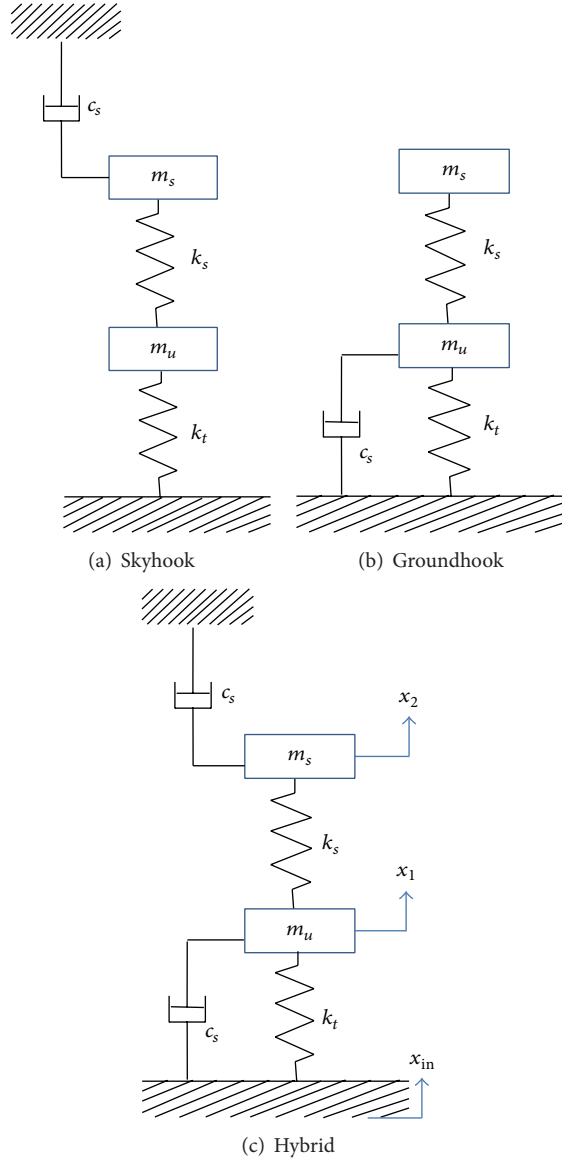 c_s
m_s
k_s
m_u
k_t
(a) Skyhook
m_s
k_s
m_u
k_t
c_s
(b) Groundhook
c_s
x_2
m_s
k_s
x_1
m_u
k_t
c_s
x_in
(c) Hybrid